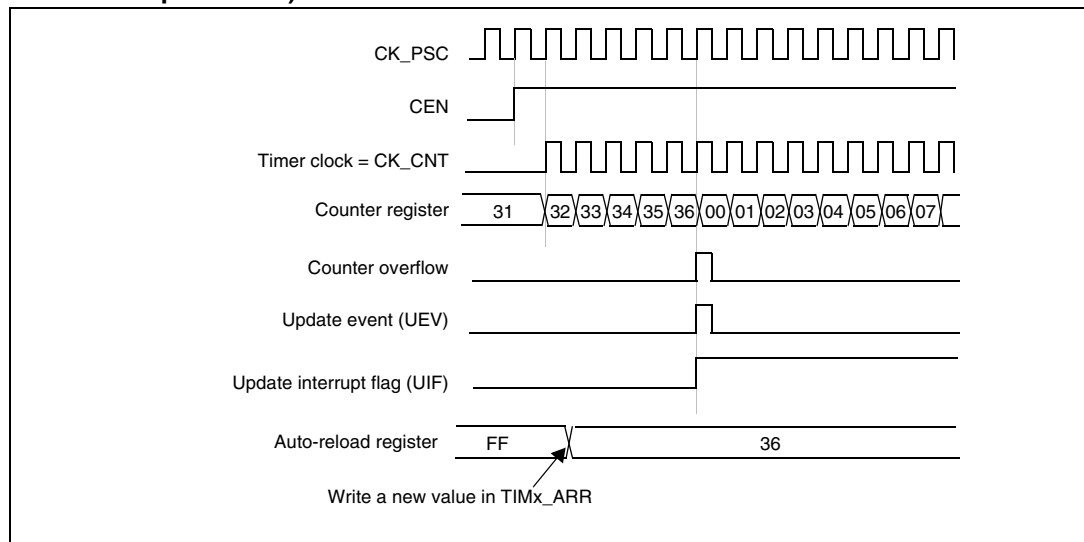 CK_PSC
CEN
Timer clock = CK_CNT
Counter register 31 32 33 34 35 36 00 01 02 03 04 05 06 07
Counter overflow
Update event (UEV)
Update interrupt flag (UIF)
Auto-reload register FF 36
Write a new value in TIMx_ARR